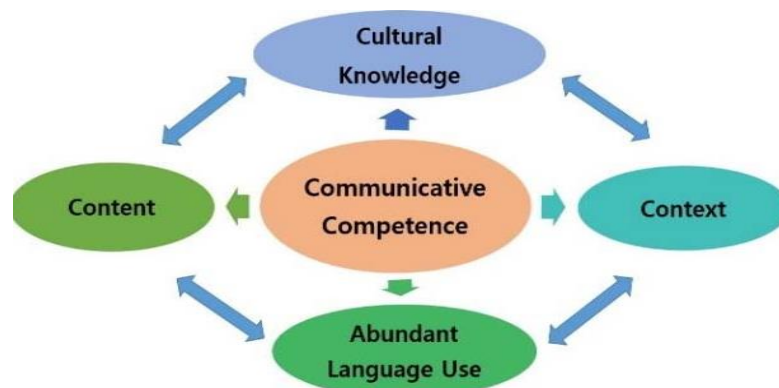 Cultural
Knowledge
Content
Communicative
Competence
Context
Abundant
Language Use